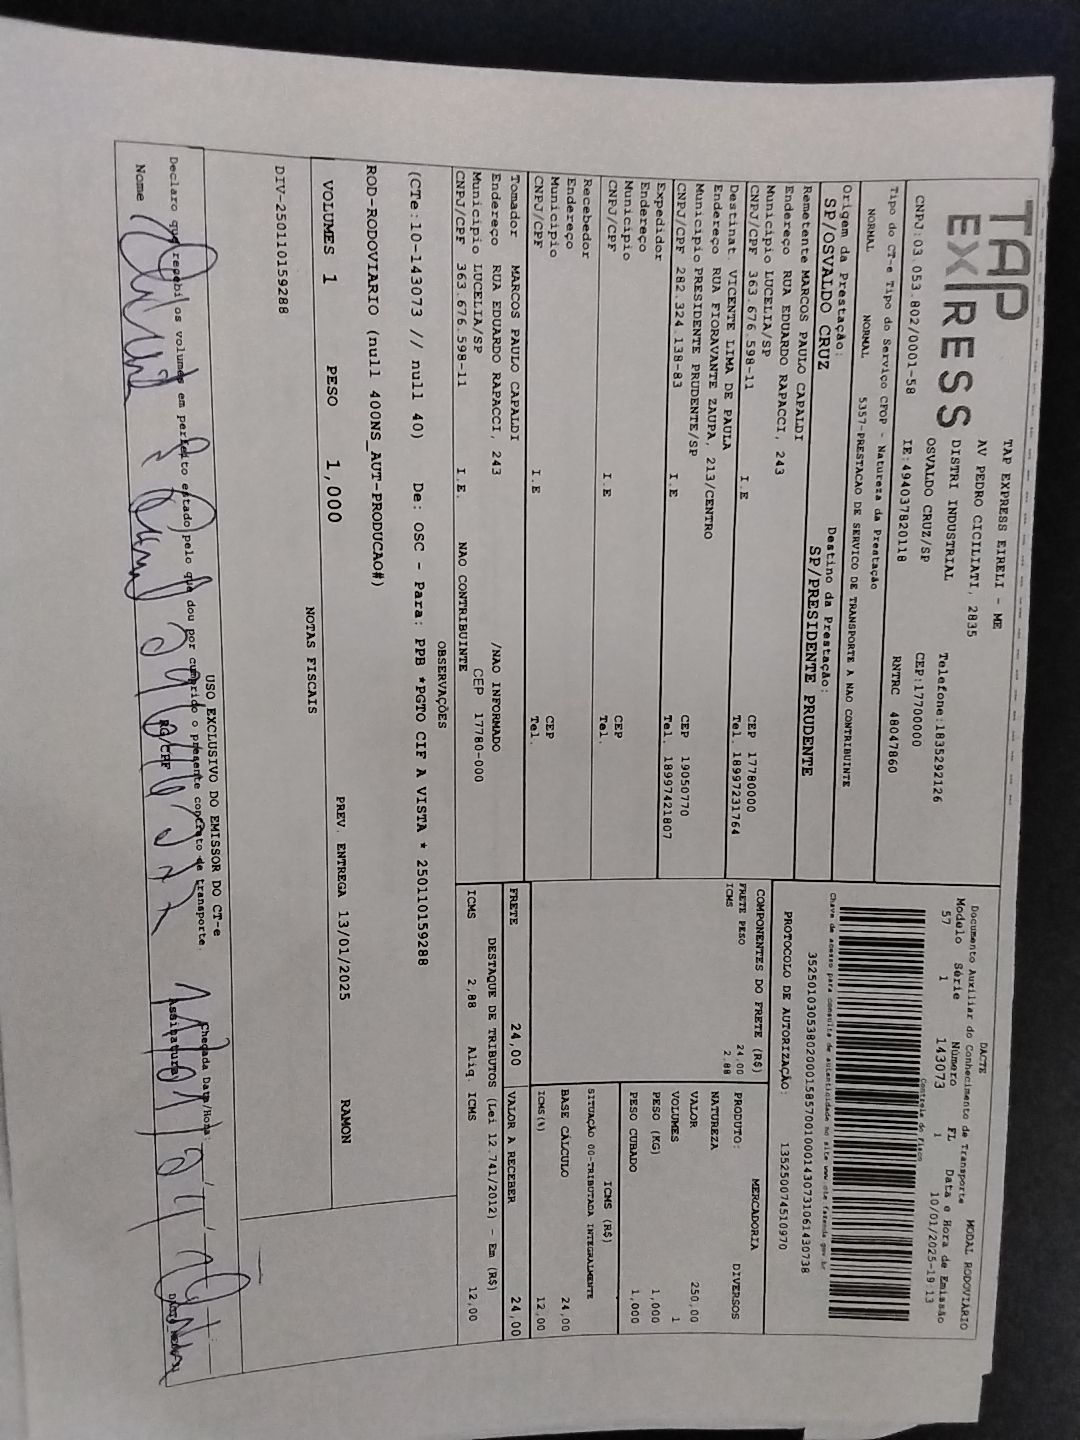 TAP EXPRESS
TAP EXPRESS EIRELI - ME
AV PEDRO CICILIATI, 2835
DISTRI INDUSTRIAL
OSVALDO CRUZ/SP
Telefone:1835292126
CEP:17700000
CNPJ:03.053.802/0001-58 IE:494037820118 RNTRC 48047860
Tipo do CT-e Tipo do Serviço CFOP - Natureza da Prestação
NORMAL NORMAL 5357-PRESTACAO DE SERVICO DE TRANSPORTE A NAO CONTRIBUINTE
Origem da Prestação: Destino da Prestação:
SP/OSVALDO CRUZ SP/PRESIDENTE PRUDENTE
Remetente MARCOS PAULO CAPALDI
Endereço RUA EDUARDO RAPACCI, 243
Municipio LUCELIA/SP CEP 17780000
CNPJ/CPF 363.676.598-11 I.E Tel. 18997231764
Destinat. VICENTE LIMA DE PAULA
Endereço RUA FIORAVANTE ZAUPA, 213/CENTRO
Municipio PRESIDENTE PRUDENTE/SP CEP 19050770
CNPJ/CPF 282.324.138-83 I.E Tel. 18997421807
Expedidor
Endereço
Municipio CEP
CNPJ/CPF I.E Tel.
Recebedor
Endereço
Municipio CEP
CNPJ/CPF I.E Tel.
Tomador MARCOS PAULO CAPALDI
Endereço RUA EDUARDO RAPACCI, 243 /NAO INFORMADO
Municipio LUCELIA/SP CEP 17780-000
CNPJ/CPF 363.676.598-11 I.E. NAO CONTRIBUINTE
DACTE MODAL RODOVIÁRIO
Documento Auxiliar do Conhecimento de Transporte
Modelo Série Número FL Data e Hora de Emissão
57 1 143073 1 10/01/2025-19:13
Controle do Fisco
Chave de acesso para consulta de autenticidade no site www.cte.fazenda.gov.br
35250103053802000158570010001430731061430738
PROTOCOLO DE AUTORIZAÇÃO: 135250074510970
COMPONENTES DO FRETE (R$)
FRETE PESO 24,00
ICMS 2.88
PRODUTO: MERCADORIA
NATUREZA DIVERSOS
VALOR 250,00
VOLUMES 1
PESO (KG) 1,000
PESO CUBADO 1,000
ICMS (R$)
SITUAÇÃO 00-TRIBUTADA INTEGRALMENTE
BASE CÁLCULO 24,00
ICMS(%) 12,00
FRETE 24,00 VALOR A RECEBER 24,00
DESTAQUE DE TRIBUTOS (Lei 12.741/2012) - Em (R$)
ICMS 2,88 Aliq. ICMS 12,00
OBSERVAÇÕES
(CTe:10-143073 // null 40) De: OSC - Para: PPB *PGTO CIF A VISTA * 250110159288
ROD-RODOVIARIO (null 400NS_AUT-PRODUCAO#)
VOLUMES 1 PESO 1,000 PREV. ENTREGA 13/01/2025 RAMON
NOTAS FISCAIS
DIV-250110159288
USO EXCLUSIVO DO EMISSOR DO CT-e
Declaro que recebi os volumes em perfeito estado pelo que dou por cumprido o presente contrato de transporte.
Chegada Data/Hora:
Nome RG/CPF Assinatura